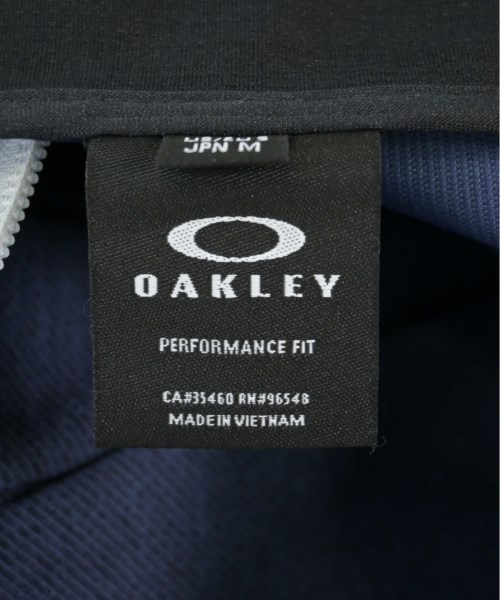 JPN M
OAKLEY
PERFORMANCE FIT
CA#35460 RN#96548
MADE IN VIETNAM